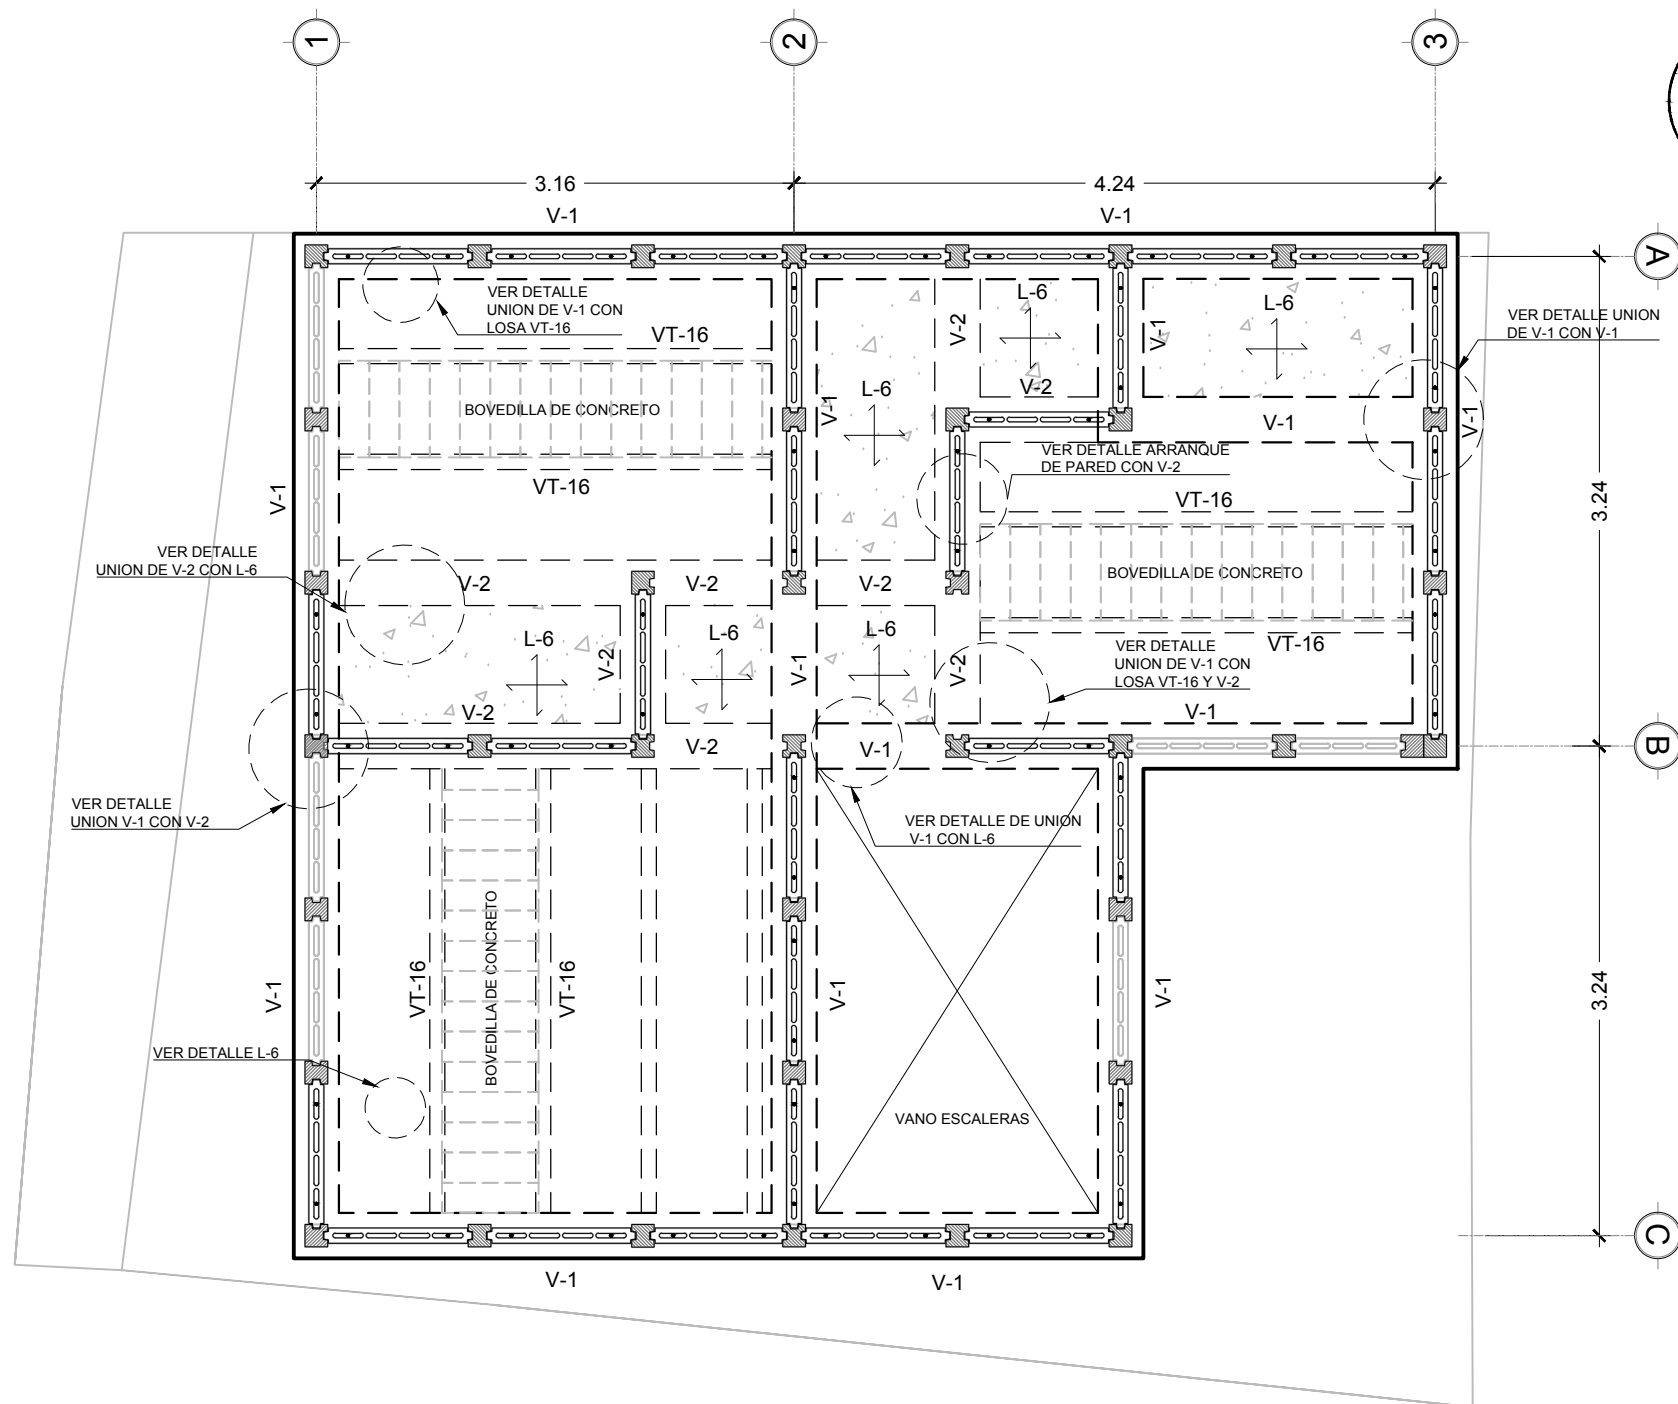 1
2
3
3.16
4.24
V-1
V-1
A
VER DETALLE
UNION DE V-1 CON
LOSA VT-16
VT-16
V-2
L-6
V-1
L-6
VER DETALLE UNION
DE V-1 CON V-1
BOVEDILLA DE CONCRETO
V-1
L-6
V-2
V-1
V-1
VER DETALLE ARRANQUE
DE PARED CON V-2
VT-16
V-1
VT-16
3.24
VER DETALLE
UNION DE V-2 CON L-6
V-2
V-2
V-2
BOVEDILLA DE CONCRETO
L-6
V-2
L-6
V-1
L-6
V-2
VT-16
VER DETALLE
UNION DE V-1 CON
LOSA VT-16 Y V-2
V-2
V-2
V-1
V-1
B
VER DETALLE
UNION V-1 CON V-2
VER DETALLE DE UNION
V-1 CON L-6
V-1
VT-16
BOVEDILLA DE CONCRETO
VT-16
V-1
V-1
3.24
VER DETALLE L-6
VANO ESCALERAS
C
V-1
V-1